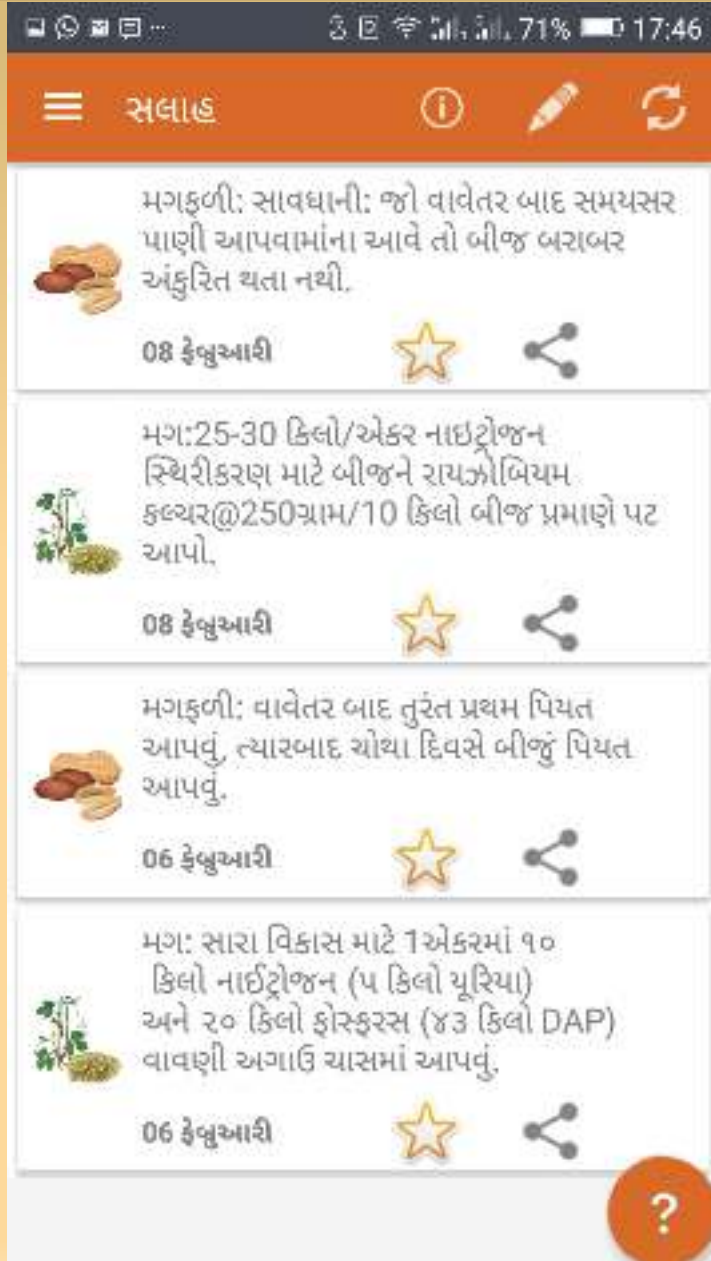 71% 17:46
સલાહ
મગફળી: સાવધાની: જો વાવેતર બાદ સમયસર
પાણી આપવામાંના આવે તો બીજ બરાબર
અંકુરિત થતા નથી.
08 ફેબ્રુઆરી
મગ:25-30 કિલો/એકર નાઇટ્રોજન
સ્થિરીકરણ માટે બીજને રાયઝોબિયમ
કલ્ચર@250ગ્રામ/10 કિલો બીજ પ્રમાણે પટ
આપો.
08 ફેબ્રુઆરી
મગફળી: વાવેતર બાદ તુરંત પ્રથમ પિયત
આપવું, ત્યારબાદ ચોથા દિવસે બીજું પિયત
આપવું.
06 ફેબ્રુઆરી
મગ: સારા વિકાસ માટે 1એકરમાં ૧૦
કિલો નાઈટ્રોજન (૫ કિલો યૂરિયા)
અને ૨૦ કિલો ફોસ્ફરસ (૪૩ કિલો DAP)
વાવણી અગાઉ ચાસમાં આપવું.
06 ફેબ્રુઆરી
?